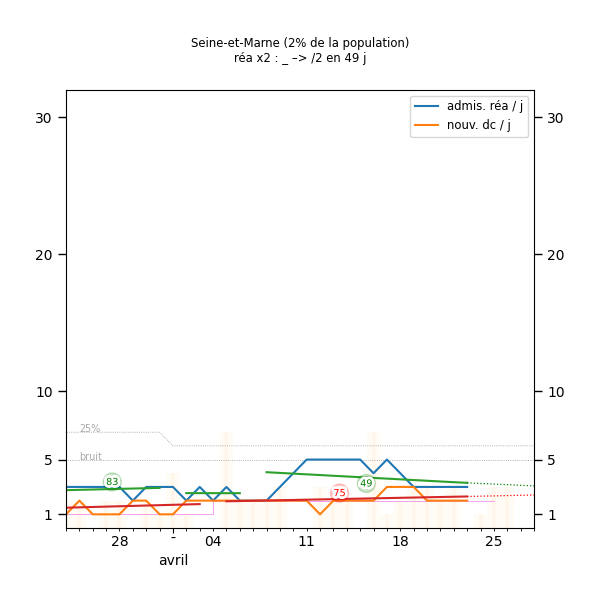 Seine-et-Marne (2% de la population)
réa x2 : _ –> /2 en 49 j
admis. réa / j
nouv. dc / j
30 30
20 20
10 10
25%
bruit
5 5
83
49
75
1 1
28 - 04 11 18 25
avril